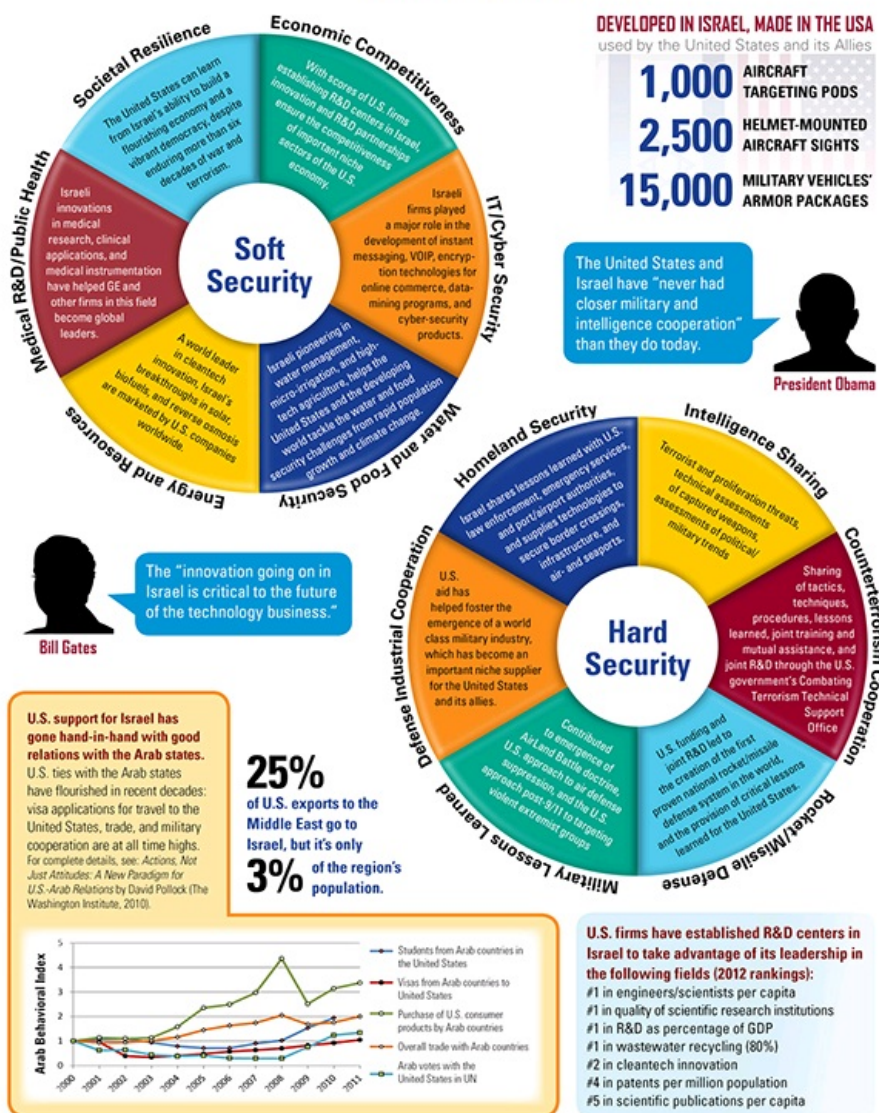 Economic Competitiveness
With scores of U.S. firms
establishing R&D centers in Israel,
innovation and R&D partnerships
ensure the competitiveness
of important niche
sectors of the U.S.
economy.
IT/Cyber Security
Israeli
firms played
a major role in the
development of instant
messaging, VOIP, encryp-
tion technologies for
online commerce, data-
mining programs, and
cyber-security
products.
Water and Food Security
Israeli pioneering in
water management,
micro-irrigation, and high-
tech agriculture, helps the
United States and the developing
world tackle the water and food
security challenges from rapid population
growth and climate change.
Energy and Resources
A world leader
in cleantech
innovation, Israel's
breakthroughs in solar,
biofuels, and reverse osmosis
are marketed by U.S. companies
worldwide.
Medical R&D/Public Health
Israeli
innovations
in medical
research, clinical
applications, and
medical instrumentation
have helped GE and
other firms in this field
become global
leaders.
Societal Resilience
The United States can learn
from Israel's ability to build a
flourishing economy and a
vibrant democracy, despite
enduring more than six
decades of war and
terrorism.
Soft
Security
DEVELOPED IN ISRAEL, MADE IN THE USA
used by the United States and its Allies
1,000 AIRCRAFT
TARGETING PODS
2,500 HELMET-MOUNTED
AIRCRAFT SIGHTS
15,000 MILITARY VEHICLES'
ARMOR PACKAGES
The United States and
Israel have "never had
closer military and
intelligence cooperation"
than they do today.
President Obama
The "innovation going on in
Israel is critical to the future
of the technology business."
Bill Gates
Intelligence Sharing
Terrorist and proliferation threats,
technical assessments
of captured weapons,
assessments of political/
military trends
Counterterrorism Cooperation
Sharing
of tactics,
techniques,
procedures, lessons
learned, joint training and
mutual assistance, and
joint R&D through the U.S.
government's Combating
Terrorism Technical
Support
Office
Rocket/Missile Defense
U.S. funding and
joint R&D led to
the creation of the first
proven national rocket/missile
defense system in the world,
and the provision of critical lessons
learned for the United States.
Military Lessons Learned
Contributed
to emergence of
AirLand Battle doctrine,
U.S. approach to air defense
suppression, and the U.S.
approach post-9/11 to targeting
violent extremist groups
Defense Industrial Cooperation
U.S.
aid has
helped foster the
emergence of a world
class military industry,
which has become an
important niche supplier
for the United States
and its allies.
Homeland Security
Israel shares lessons learned with U.S.
law enforcement, emergency services,
and port/airport authorities,
and supplies technologies to
secure border crossings,
infrastructure, and
air- and seaports.
Hard
Security
U.S. support for Israel has
gone hand-in-hand with good
relations with the Arab states.
U.S. ties with the Arab states
have flourished in recent decades:
visa applications for travel to the
United States, trade, and military
cooperation are at all time highs.
For complete details, see: Actions, Not
Just Attitudes: A New Paradigm for
U.S.-Arab Relations by David Pollock (The
Washington Institute, 2010).
25%
of U.S. exports to the
Middle East go to
Israel, but it's only
3% of the region's
population.
Arab Behavioral Index
5
4
3
2
1
0
2000 2001 2002 2003 2004 2005 2006 2007 2008 2009 2010 2011
Students from Arab countries in
the United States
Visas from Arab countries to
United States
Purchase of U.S. consumer
products by Arab countries
Overall trade with Arab countries
Arab votes with the
United States in UN
U.S. firms have established R&D centers in
Israel to take advantage of its leadership in
the following fields (2012 rankings):
#1 in engineers/scientists per capita
#1 in quality of scientific research institutions
#1 in R&D as percentage of GDP
#1 in wastewater recycling (80%)
#2 in cleantech innovation
#4 in patents per million population
#5 in scientific publications per capita